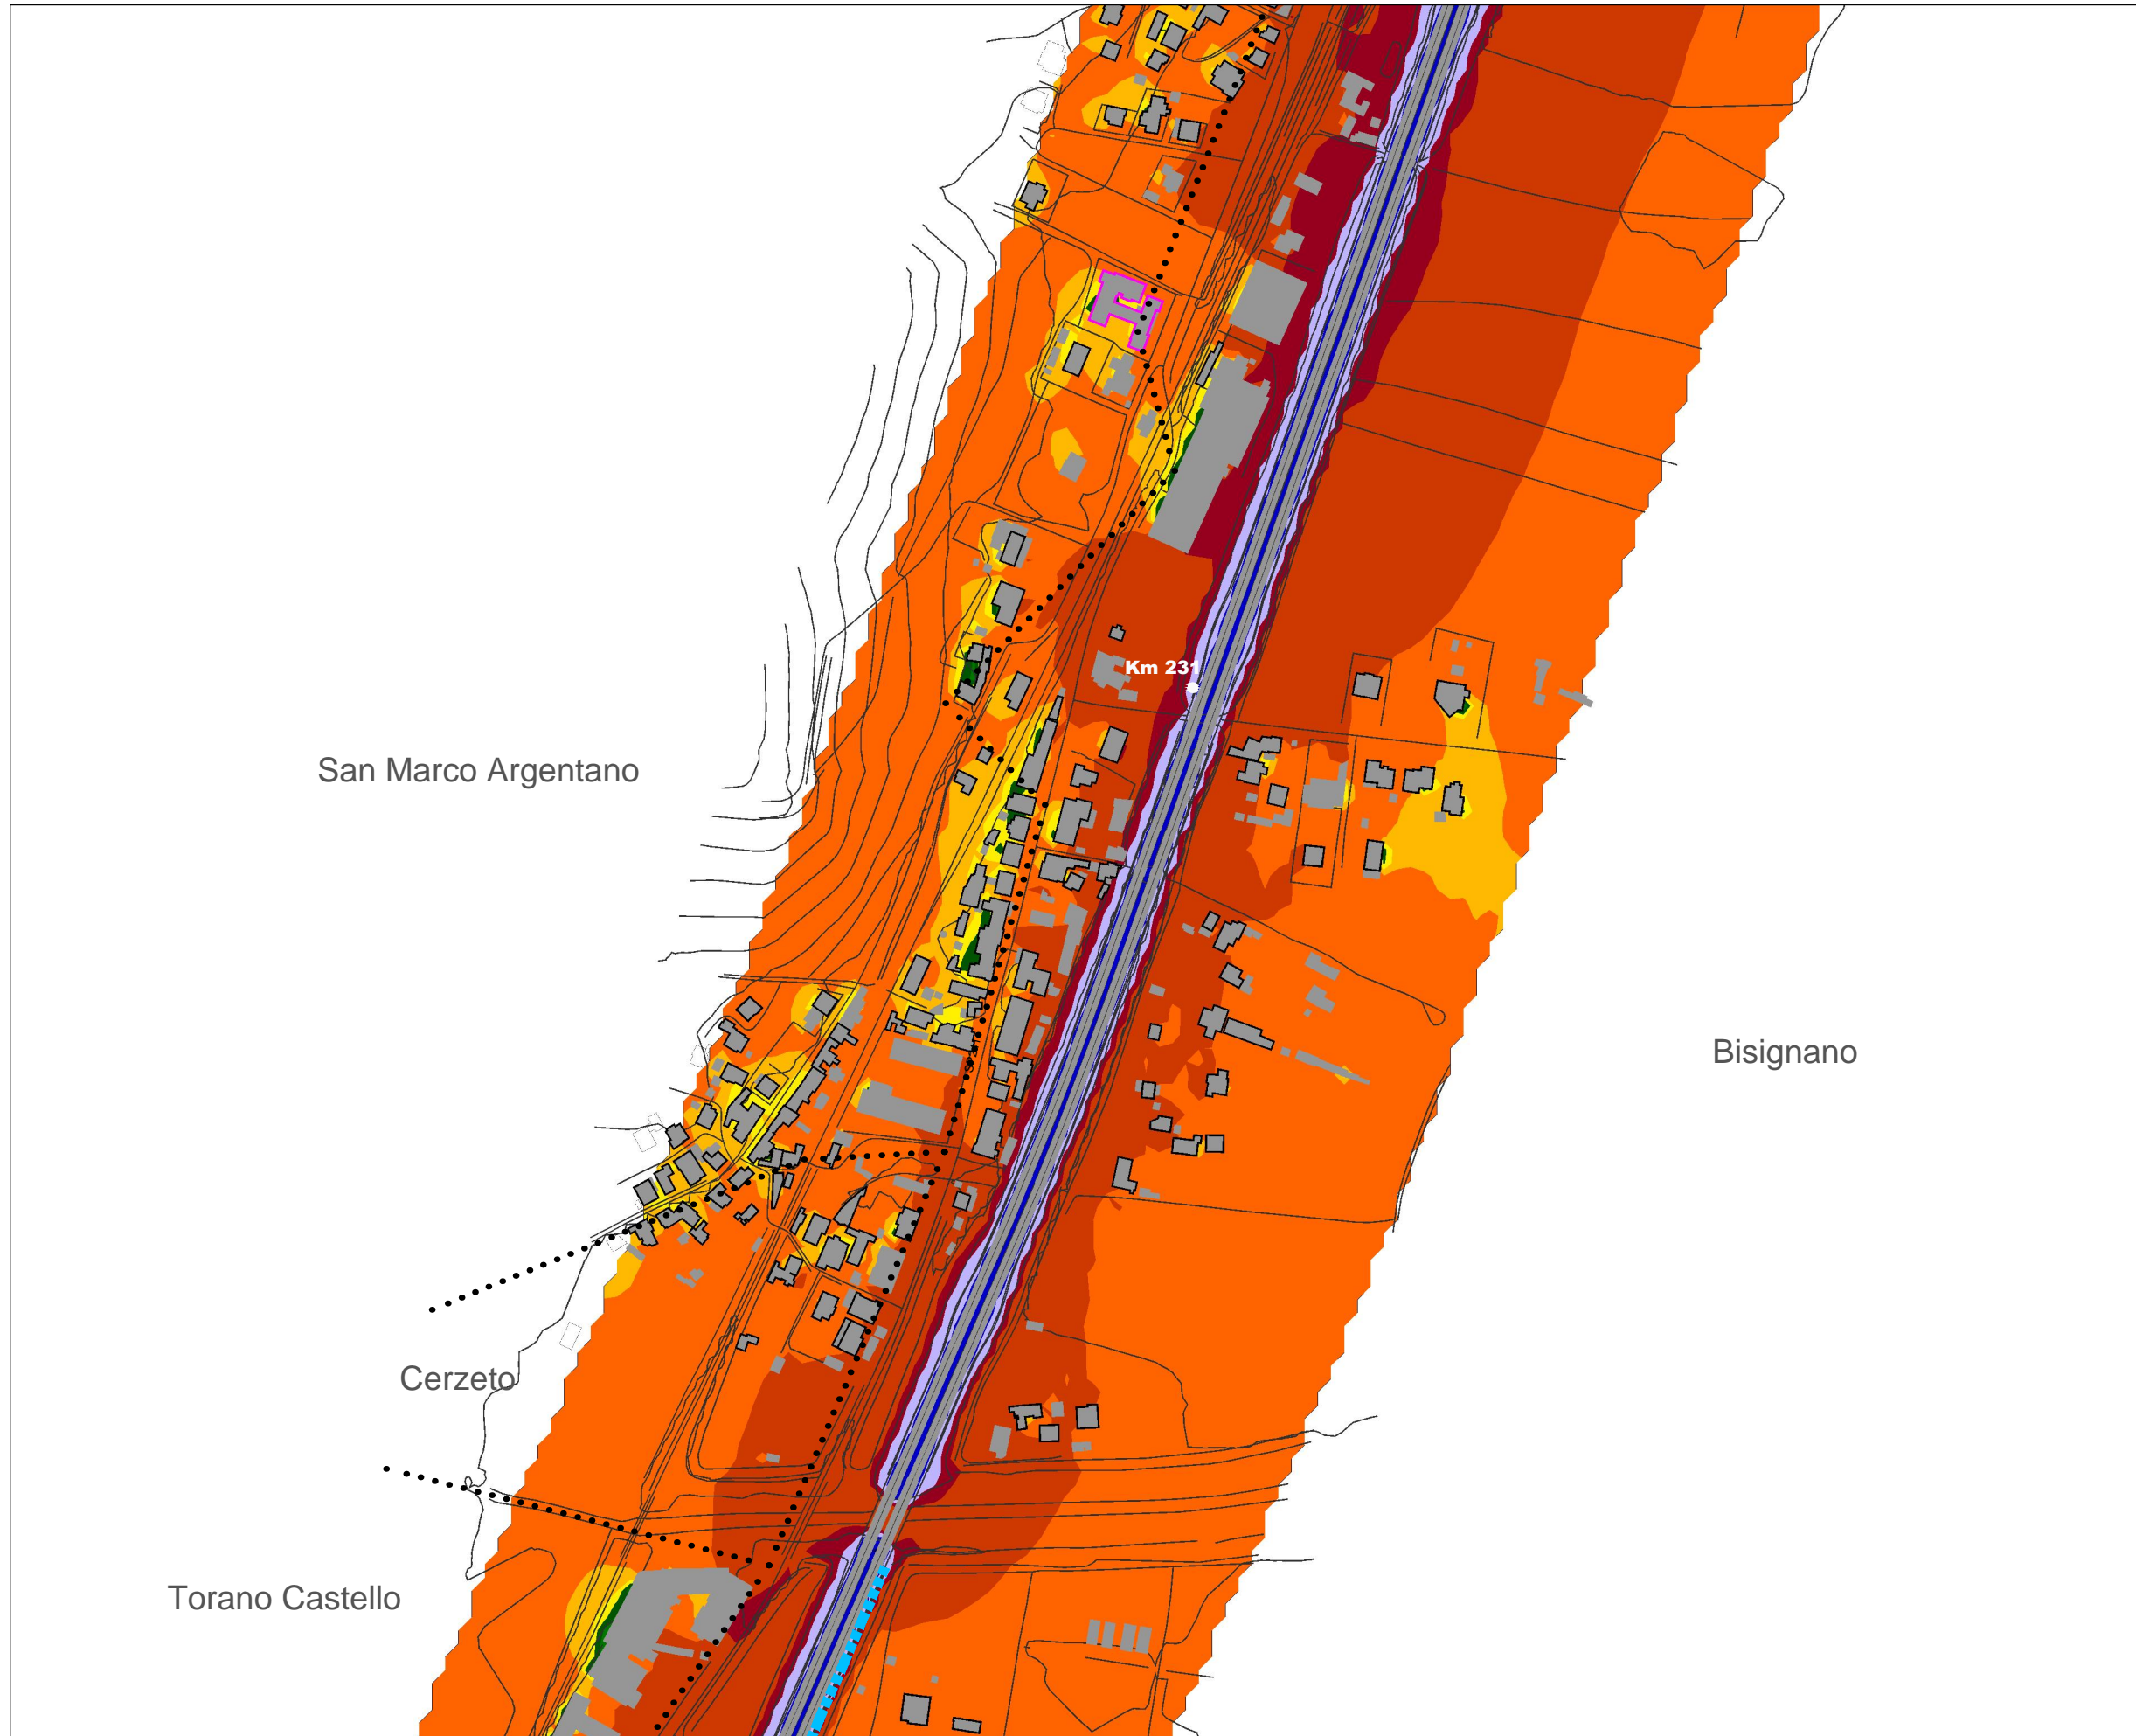 Km 231
San Marco Argentano
Bisignano
Cerzeto
Torano Castello